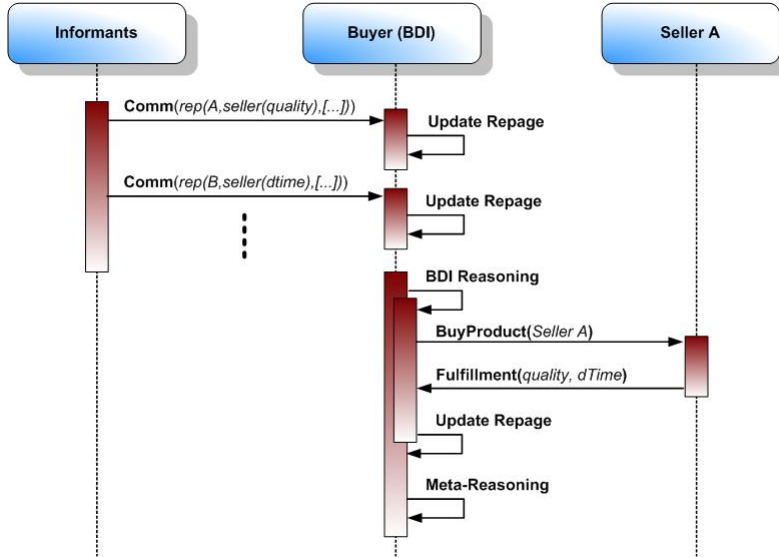 Informants
Buyer (BDI)
Seller A
Comm(rep(A,seller(quality),[...]))
Update Repage
Comm(rep(B,seller(dtime),[...]))
Update Repage
BDI Reasoning
BuyProduct(Seller A)
Fulfillment(quality, dTime)
Update Repage
Meta-Reasoning